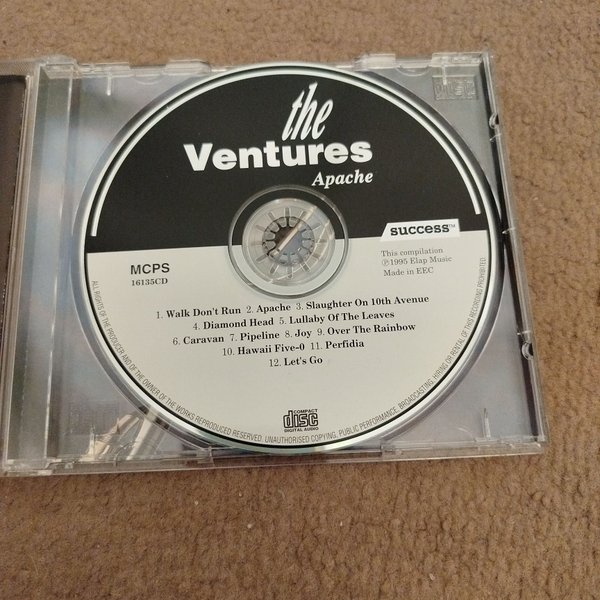 the
Ventures
Apache
success™
This compilation
℗1995 Elap Music
Made in EEC
MCPS
16135CD
1. Walk Don't Run 2. Apache 3. Slaughter On 10th Avenue
4. Diamond Head 5. Lullaby Of The Leaves
6. Caravan 7. Pipeline 8. Joy 9. Over The Rainbow
10. Hawaii Five-0 11. Perfidia
12. Let's Go
COMPACT
disc
DIGITAL AUDIO
ALL RIGHTS OF THE PRODUCER AND OF THE OWNER OF THE WORKS REPRODUCED RESERVED. UNAUTHORISED COPYING, PUBLIC PERFORMANCE, BROADCASTING, HIRING OR RENTAL OF THIS RECORDING PROHIBITED
disc